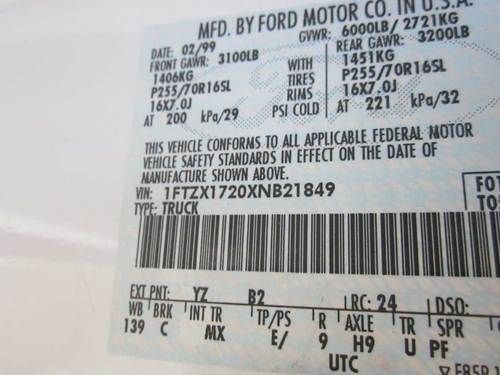 MFD. BY FORD MOTOR CO. IN U.S.A.
DATE: 02/99 GVWR: 6000LB/ 2721KG
FRONT GAWR: 3100LB REAR GAWR: 3200LB
1406KG WITH 1451KG
P255/70R16SL TIRES P255/70R16SL
16X7.0J RIMS 16X7.0J
AT 200 kPa/29 PSI COLD AT 221 kPa/32
THIS VEHICLE CONFORMS TO ALL APPLICABLE FEDERAL MOTOR
VEHICLE SAFETY STANDARDS IN EFFECT ON THE DATE OF
MANUFACTURE SHOWN ABOVE.
VIN: 1FTZX1720XNB21849
TYPE: TRUCK
EXT PNT: YZ B2 RC: 24 DSO:
WB BRK INT TR TP/PS R AXLE TR SPR
139 C MX E/ 9 H9 U PF
UTC